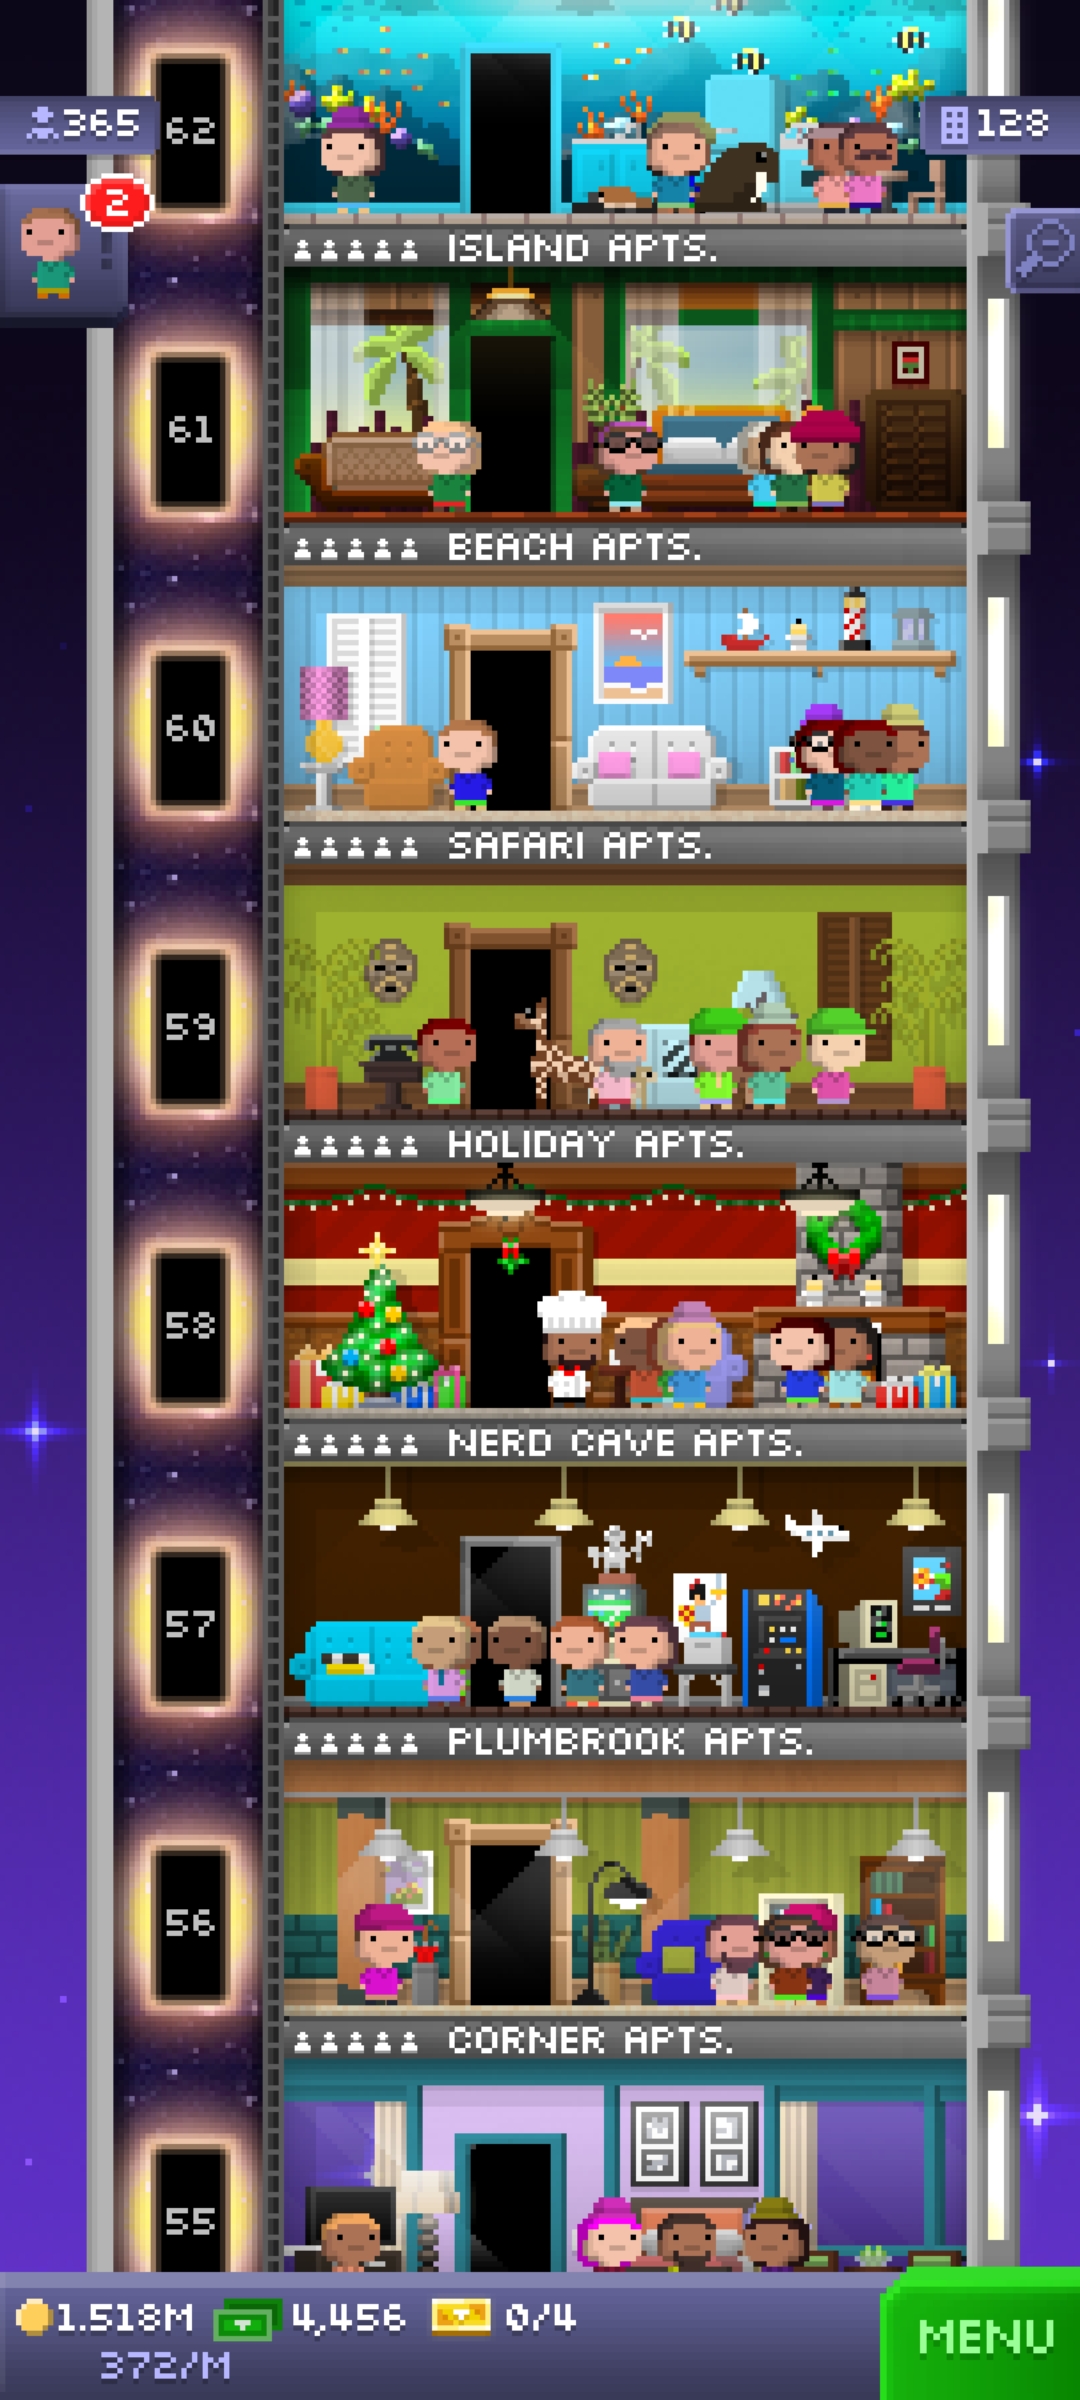 62
365
128
2
ISLAND APTS.
61
BEACH APTS.
60
SAFARI APTS.
59
HOLIDAY APTS.
58
NERD CAVE APTS.
57
PLUMBROOK APTS.
56
CORNER APTS.
55
1.518M 4,456 0/4
372/M
MENU